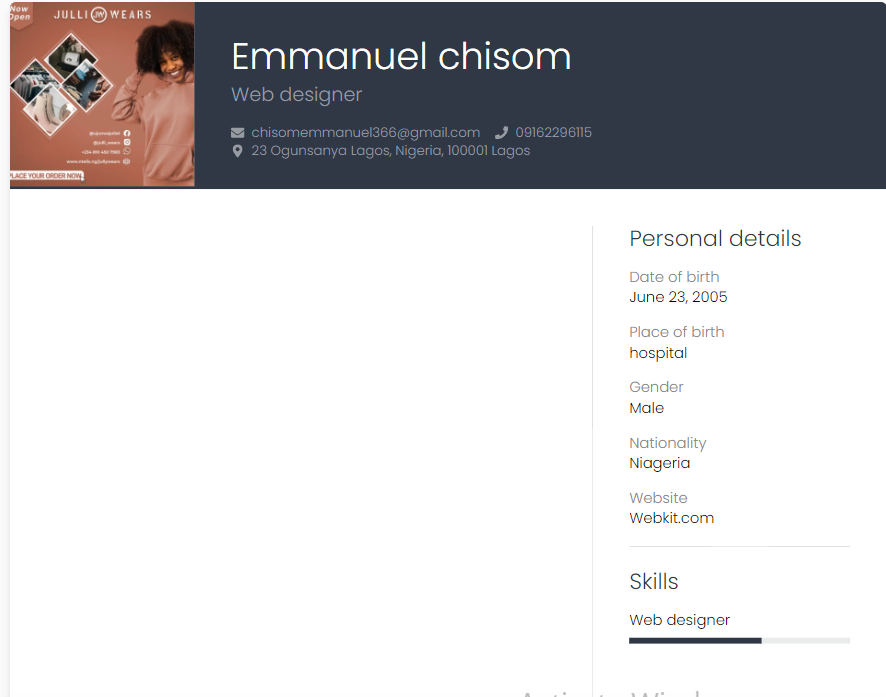 Now
Open
JULLI JW WEARS
PLACE YOUR ORDER NOW
Emmanuel chisom
Web designer
chisomemmanuel366@gmail.com 09162296115
23 Ogunsanya Lagos, Nigeria, 100001 Lagos
Personal details
Date of birth
June 23, 2005
Place of birth
hospital
Gender
Male
Nationality
Niageria
Website
Webkit.com
Skills
Web designer